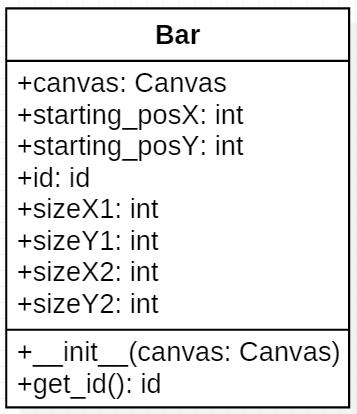 Bar
+canvas: Canvas
+starting_posX: int
+starting_posY: int
+id: id
+sizeX1: int
+sizeY1: int
+sizeX2: int
+sizeY2: int
+__init__(canvas: Canvas)
+get_id(): id